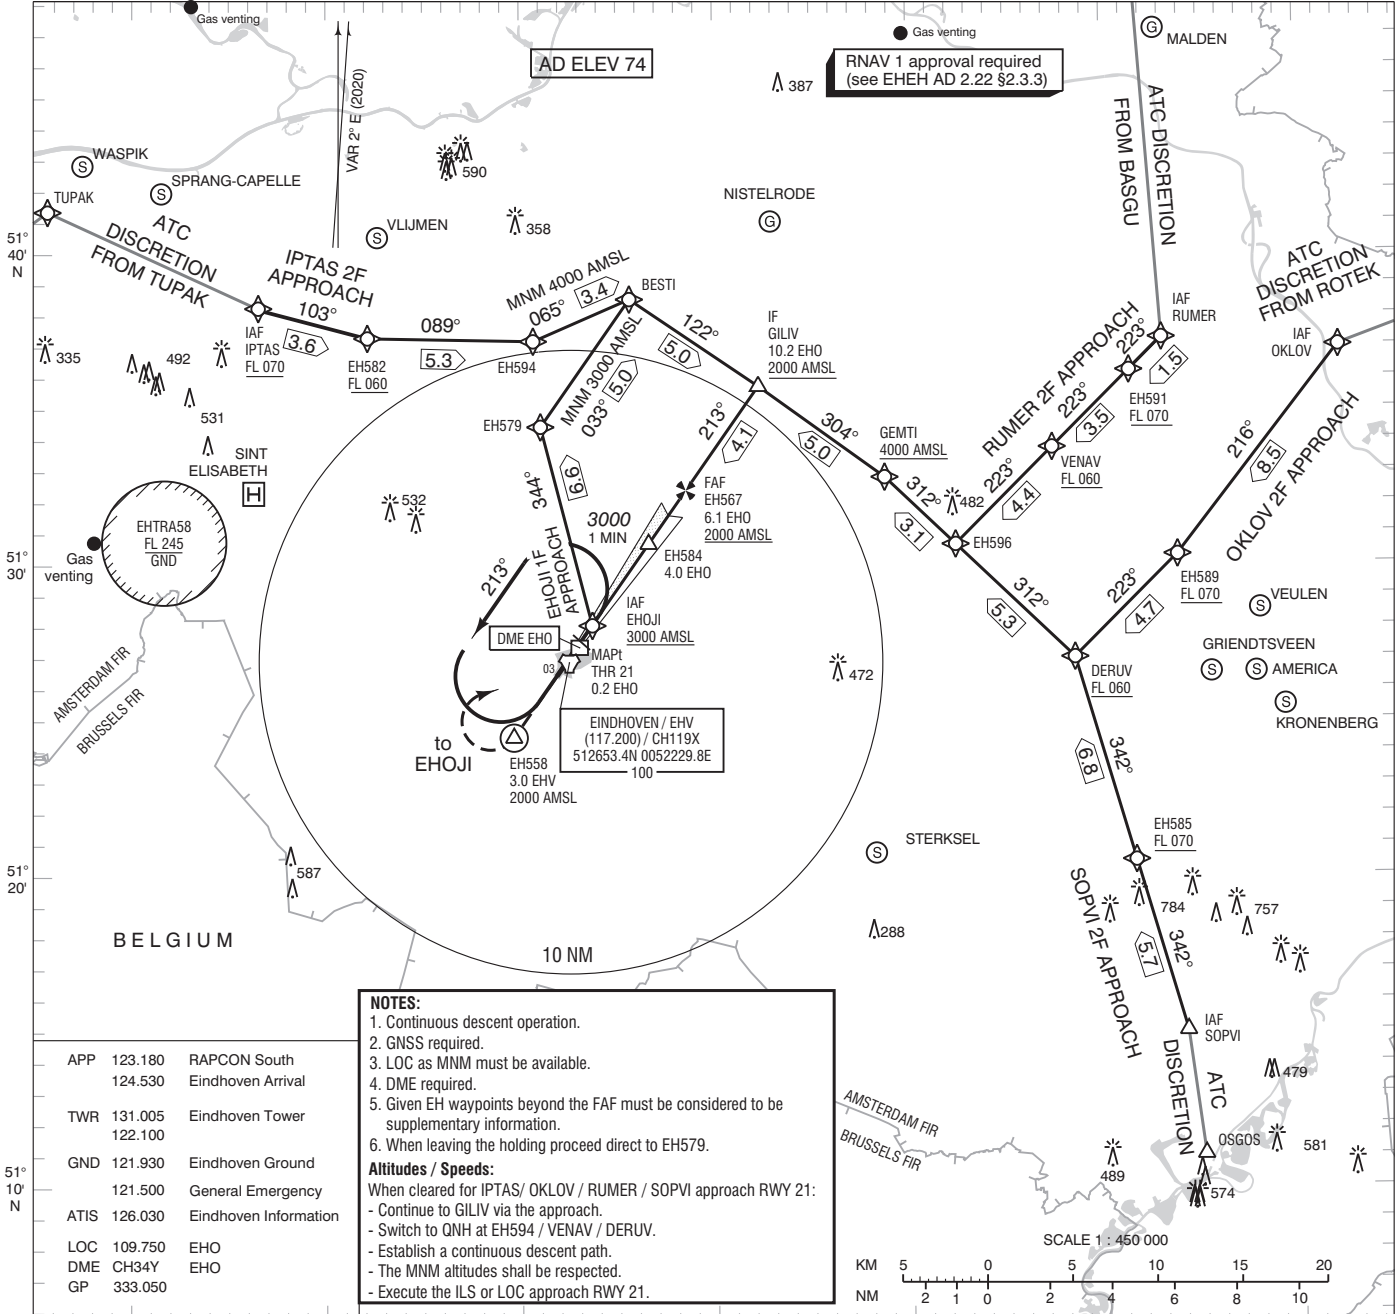 Gas venting
AD ELEV 74
VAR 2° E (2020)
387
Gas venting
RNAV 1 approval required
(see EHEH AD 2.22 §2.3.3)
G
MALDEN
ATC DISCRETION
FROM BASGU
WASPIK
S
SPRANG-CAPELLE
S
TUPAK
590
VLIJMEN
S
358
NISTELRODE
G
51°
40'
N
ATC
DISCRETION
FROM TUPAK
IPTAS 2F
APPROACH
103°
3.6
IAF
IPTAS
FL 070
089°
5.3
EH582
FL 060
MNM 4000 AMSL
065°
3.4
EH594
BESTI
122°
5.0
IF
GILIV
10.2 EHO
2000 AMSL
IAF
RUMER
ATC
DISCRETION
FROM ROTEK
IAF
OKLOV
335
492
531
SINT
ELISABETH
H
EH579
MNM 3000 AMSL
033°
5.0
213°
4.1
304°
5.0
GEMTI
4000 AMSL
312°
3.1
482
RUMER 2F APPROACH
223°
1.5
EH591
FL 070
223°
3.5
VENAV
FL 060
223°
4.4
EH596
216°
8.5
OKLOV 2F APPROACH
EHTRA58
FL 245
GND
Gas
venting
532
344°
6.6
EHOJI 1F
APPROACH
3000
1 MIN
213°
FAF
EH567
6.1 EHO
2000 AMSL
EH584
4.0 EHO
IAF
EHOJI
3000 AMSL
DME EHO
03
MAPt
THR 21
0.2 EHO
51°
30'
312°
5.3
223°
4.7
EH589
FL 070
VEULEN
S
GRIENDTSVEEN
S
S
AMERICA
S
KRONENBERG
DERUV
FL 060
472
AMSTERDAM FIR
BRUSSELS FIR
to
EHOJI
EH558
3.0 EHV
2000 AMSL
EINDHOVEN / EHV
(117.200) / CH119X
512653.4N 0052229.8E
100
342°
6.8
EH585
FL 070
STERKSEL
S
587
51°
20'
BELGIUM
288
10 NM
SOPVI 2F APPROACH
784
757
342°
5.7
IAF
SOPVI
ATC
DISCRETION
479
OSGOS
581
489
574
AMSTERDAM FIR
BRUSSELS FIR
51°
10'
N
APP 123.180 RAPCON South
124.530 Eindhoven Arrival
TWR 131.005 Eindhoven Tower
122.100
GND 121.930 Eindhoven Ground
121.500 General Emergency
ATIS 126.030 Eindhoven Information
LOC 109.750 EHO
DME CH34Y EHO
GP 333.050
NOTES:
1. Continuous descent operation.
2. GNSS required.
3. LOC as MNM must be available.
4. DME required.
5. Given EH waypoints beyond the FAF must be considered to be
supplementary information.
6. When leaving the holding proceed direct to EH579.
Altitudes / Speeds:
When cleared for IPTAS/ OKLOV / RUMER / SOPVI approach RWY 21:
- Continue to GILIV via the approach.
- Switch to QNH at EH594 / VENAV / DERUV.
- Establish a continuous descent path.
- The MNM altitudes shall be respected.
- Execute the ILS or LOC approach RWY 21.
SCALE 1 : 450 000
KM 5 0 5 10 15 20
NM 2 1 0 2 4 6 8 10